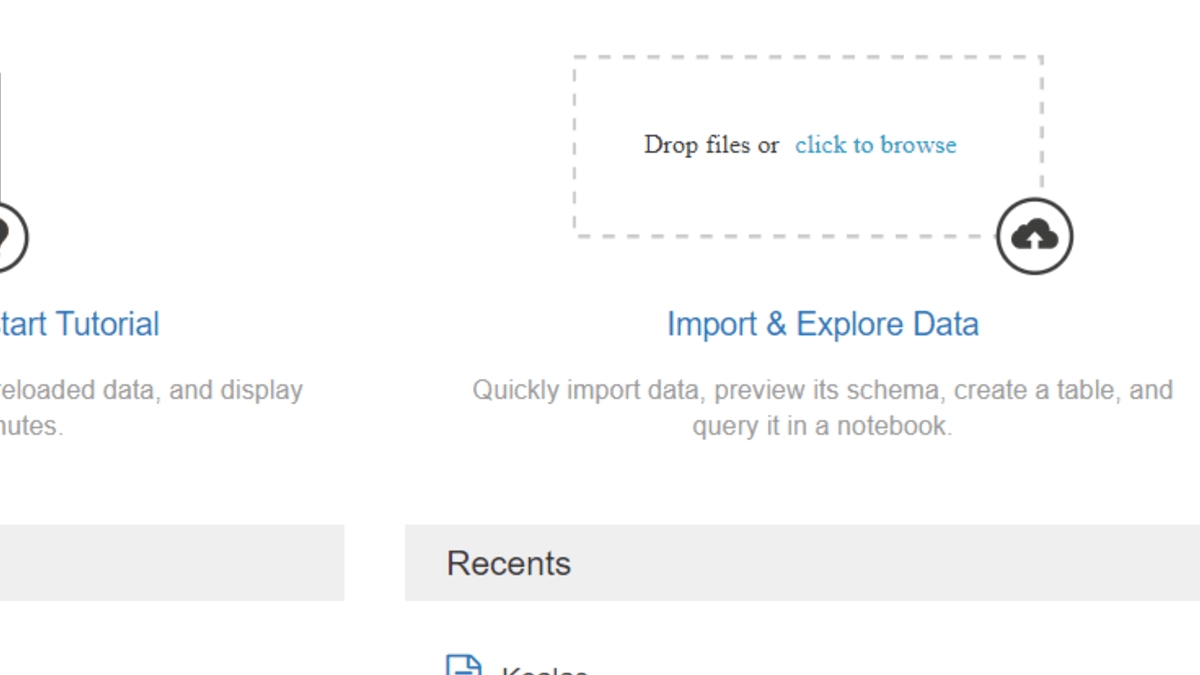 Drop files or click to browse
tart Tutorial
Import & Explore Data
reloaded data, and display
Quickly import data, preview its schema, create a table, and
nutes.
query it in a notebook.
Recents